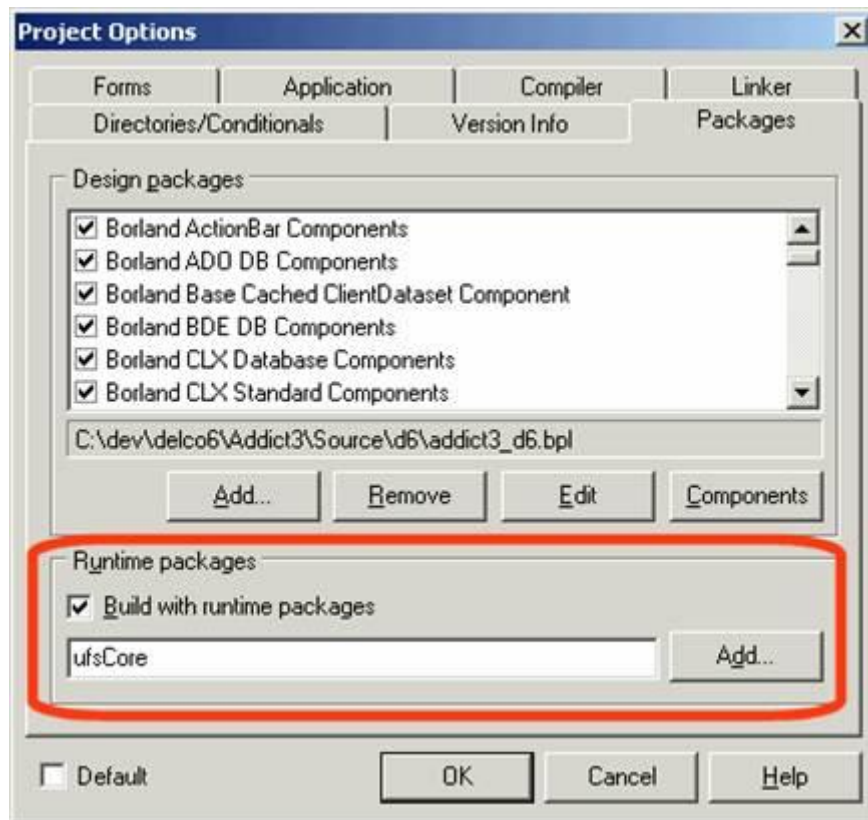 Project Options
Forms Application Compiler Linker
Directories/Conditionals Version Info Packages
Design packages
Borland ActionBar Components
Borland ADO DB Components
Borland Base Cached ClientDataset Component
Borland BDE DB Components
Borland CLX Database Components
Borland CLX Standard Components
C:\dev\delco6\Addict3\Source\d6\addict3_d6.bpl
Add... Remove Edit Components
Runtime packages
Build with runtime packages
ufsCore Add...
Default OK Cancel Help